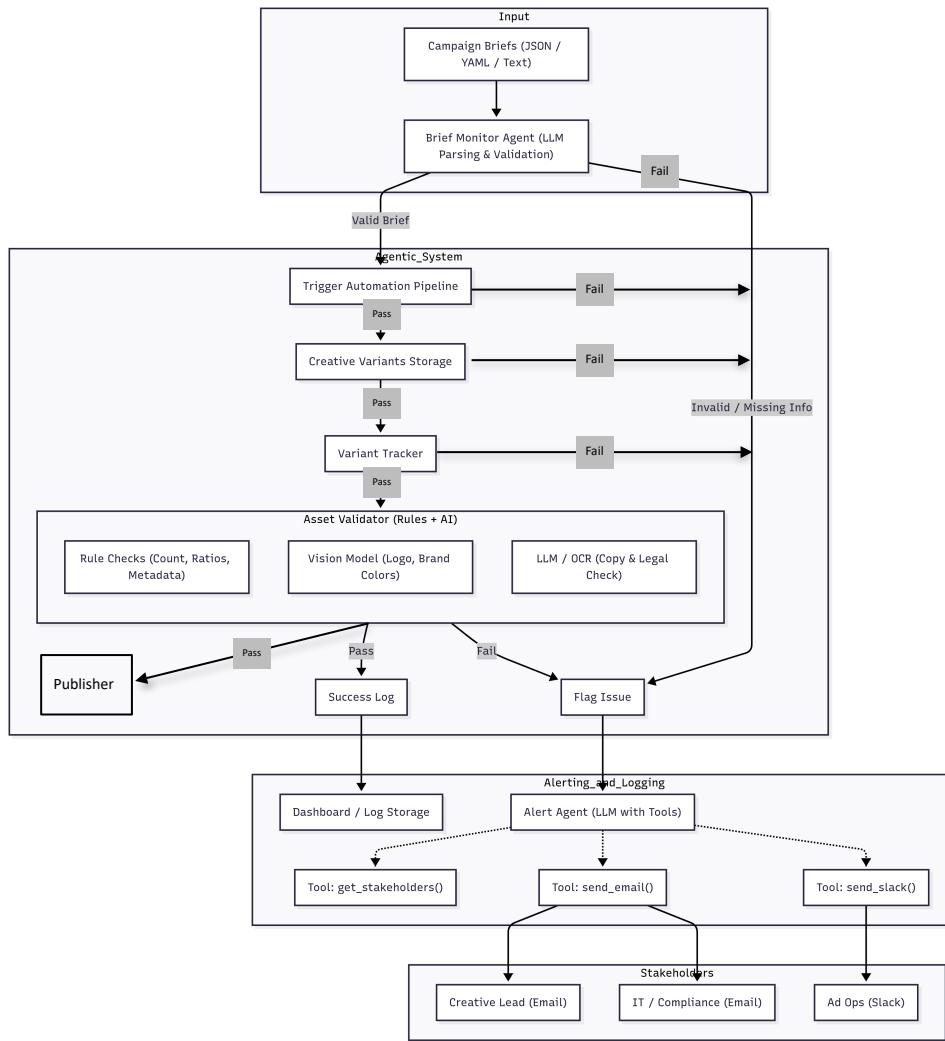 Input
Campaign Briefs (JSON /
YAML / Text)
Brief Monitor Agent (LLM
Parsing & Validation)
Fail
Valid Brief
Agentic_System
Trigger Automation Pipeline
Fail
Pass
Creative Variants Storage
Fail
Pass
Invalid / Missing Info
Variant Tracker
Fail
Pass
Asset Validator (Rules + AI)
Rule Checks (Count, Ratios,
Metadata)
Vision Model (Logo, Brand
Colors)
LLM / OCR (Copy & Legal
Check)
Pass
Pass
Fail
Publisher
Success Log
Flag Issue
Alerting_and_Logging
Dashboard / Log Storage
Alert Agent (LLM with Tools)
Tool: get_stakeholders()
Tool: send_email()
Tool: send_slack()
Stakeholders
Creative Lead (Email)
IT / Compliance (Email)
Ad Ops (Slack)